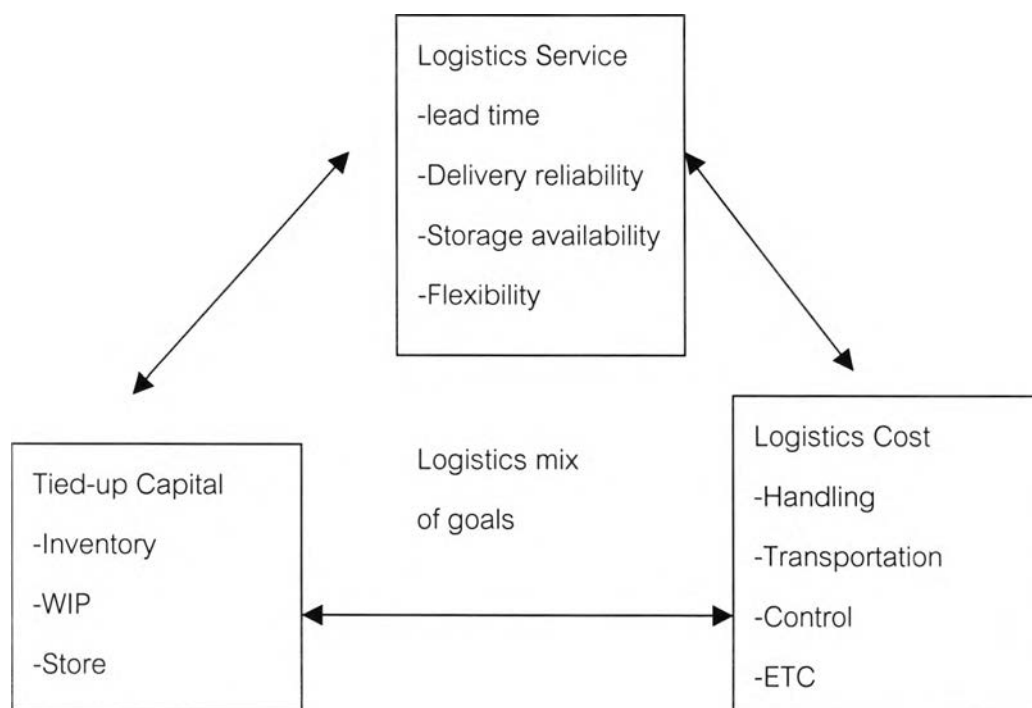 Logistics Service
-lead time
-Delivery reliability
-Storage availability
-Flexibility
Tied-up Capital
-Inventory
-WIP
-Store
Logistics mix
of goals
Logistics Cost
-Handling
-Transportation
-Control
-ETC